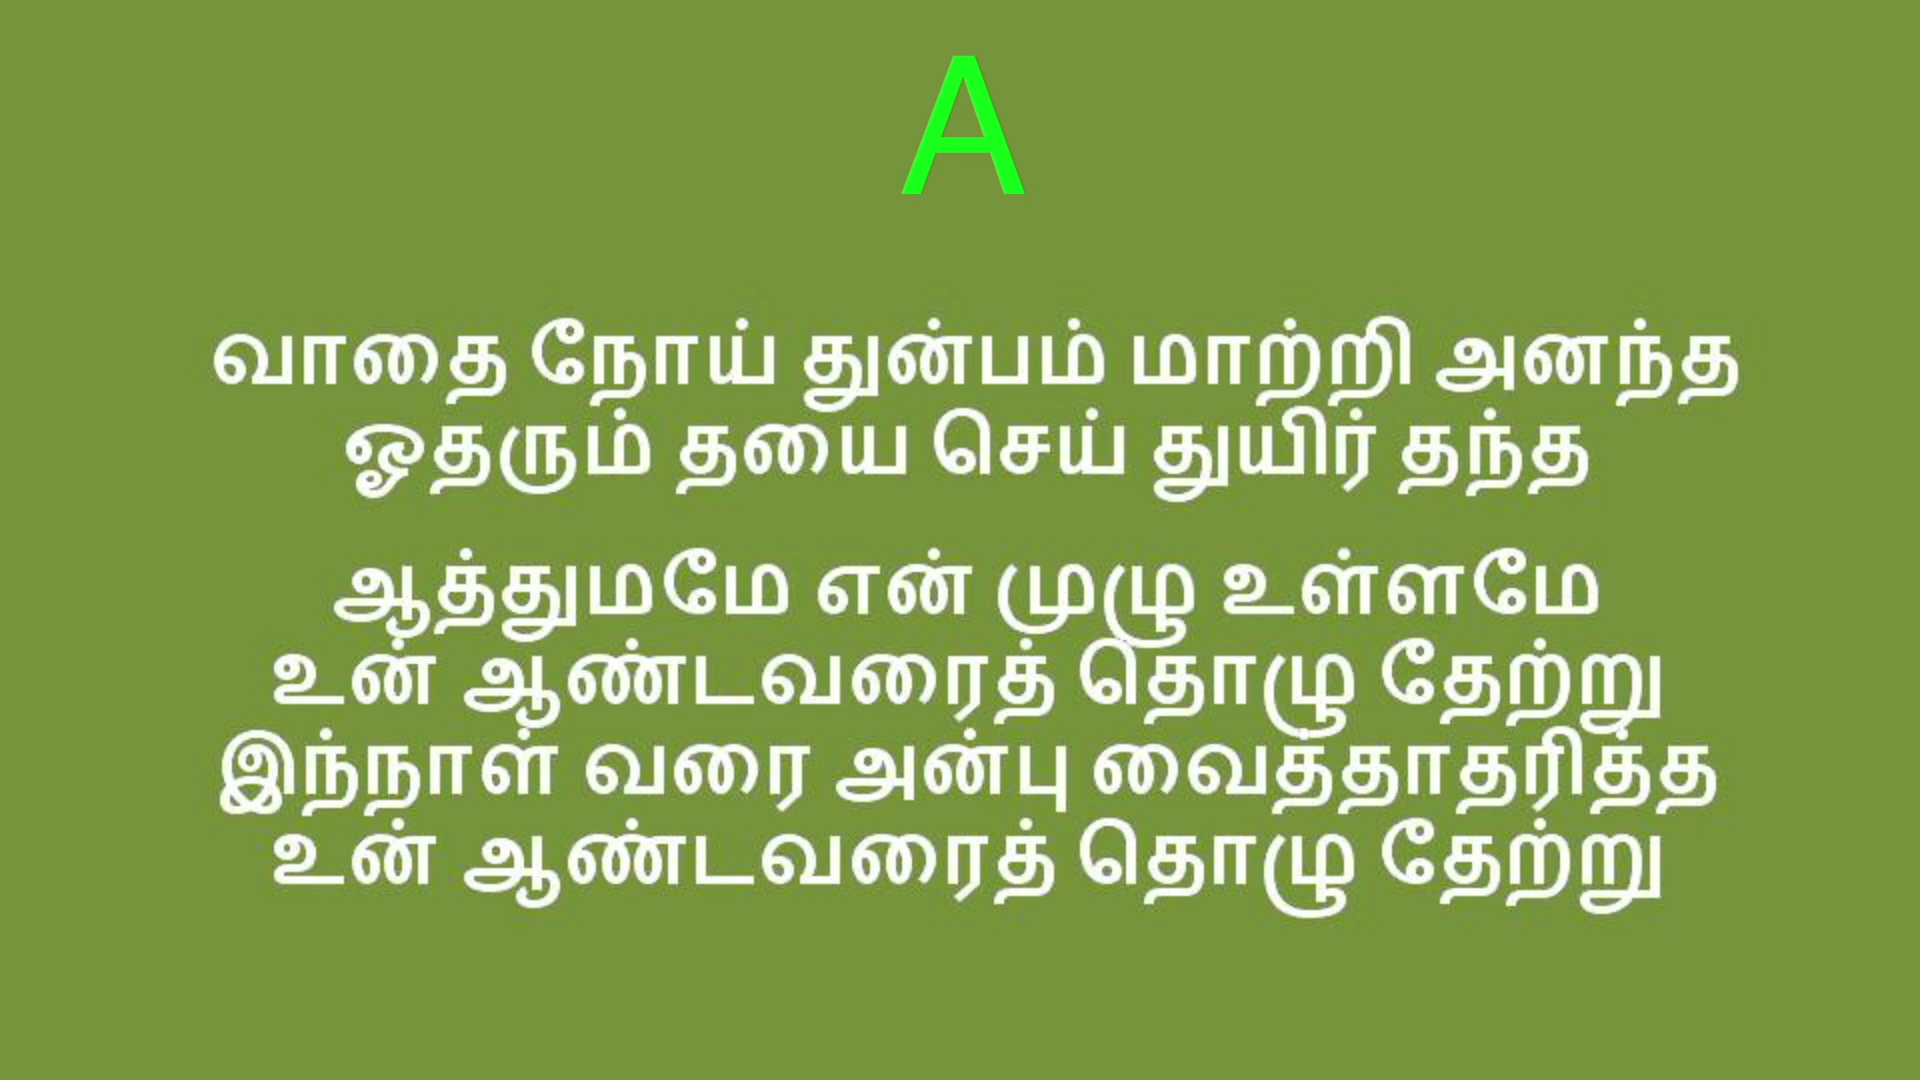 A
வாதை நோய் துன்பம் மாற்றி அனந்த
ஓதரும் தயை செய் துயிர் தந்த
ஆத்துமமே என் முழு உள்ளமே
உன் ஆண்டவரைத் தொழு தேற்று
இந்நாள் வரை அன்பு வைத்தாதரித்த
உன் ஆண்டவரைத் தொழு தேற்று